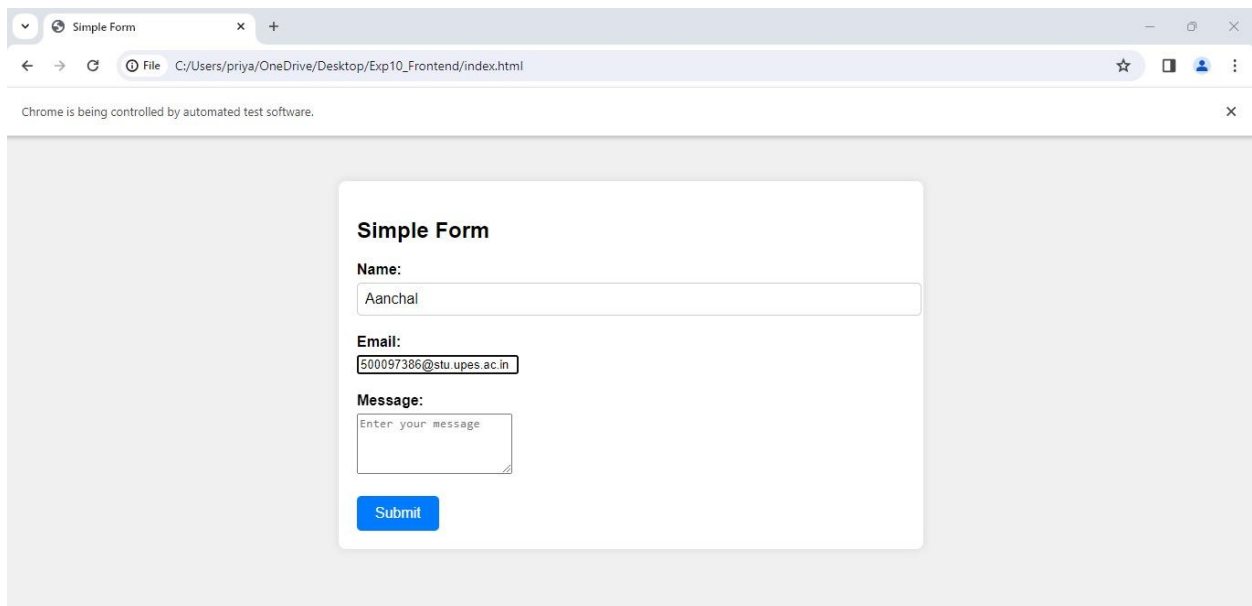 Simple Form
File C:/Users/priya/OneDrive/Desktop/Exp10_Frontend/index.html
Chrome is being controlled by automated test software.
Simple Form
Name:
Aanchal
Email:
500097386@stu.upes.ac.in
Message:
Enter your message
Submit